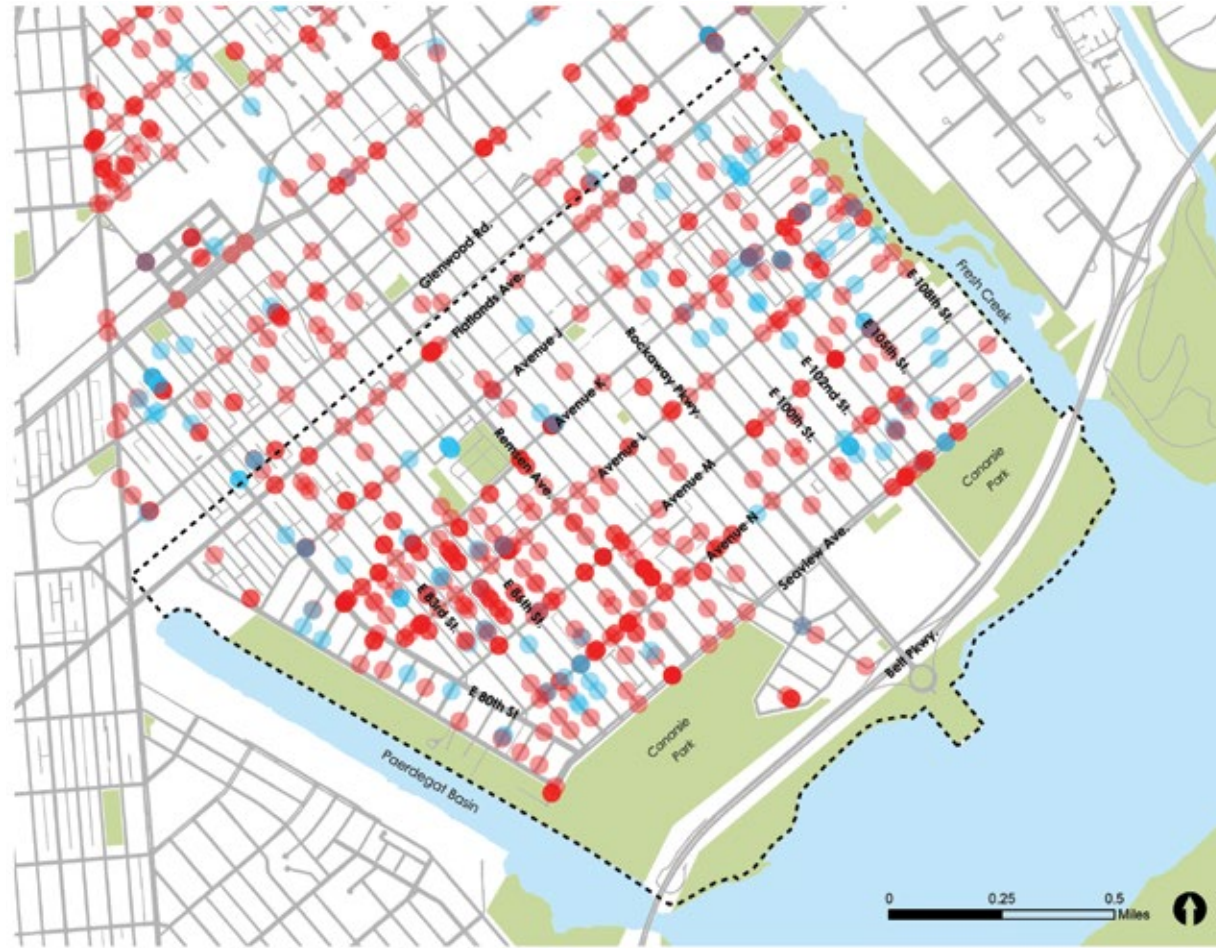 Glenwood Rd.
Flatlands Ave.
Fresh Creek
E 108th St.
Avenue J
Rockaway Pkwy.
E 105th St.
E 102nd St.
Avenue K
E 100th St.
Remsen Ave.
Avenue L
Avenue M
Canarsie
Park
Avenue N
Seaview Ave.
E 86th St.
E 83rd St.
Belt Pkwy.
E 80th St
Canarsie
Park
Paerdegat Basin
0 0.25 0.5
Miles